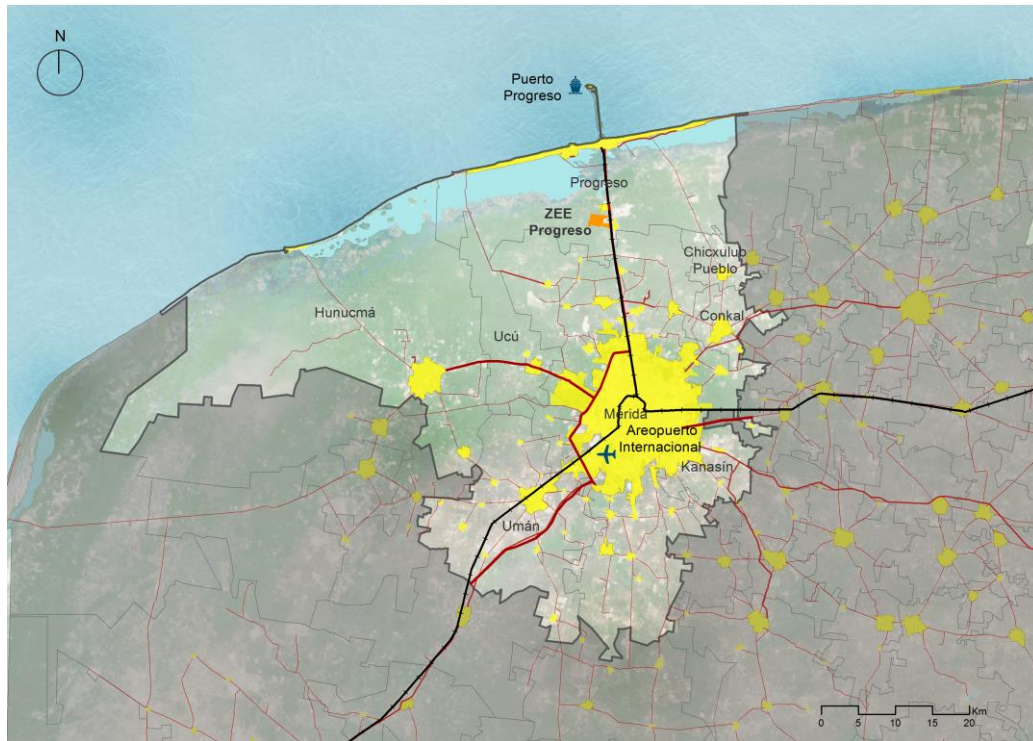 N
Puerto
Progreso
Progreso
ZEE
Progreso
Chicxulup
Pueblo
Hunucmá
Conkal
Ucú
Mérida
Areopuerto
Internacional
Kanasín
Umán
Km
0 5 10 15 20